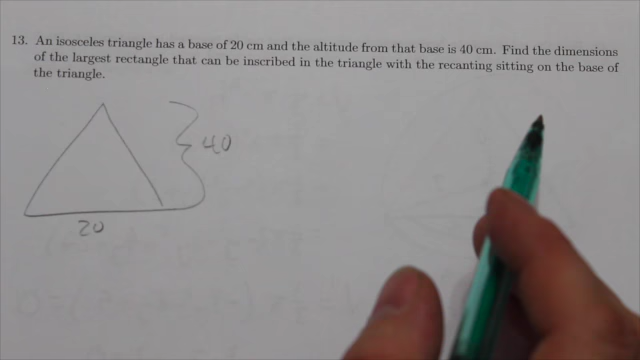 13. An isosceles triangle has a base of 20 cm and the altitude from that base is 40 cm. Find the dimensions
of the largest rectangle that can be inscribed in the triangle with the recanting sitting on the base of
the triangle.
40
20